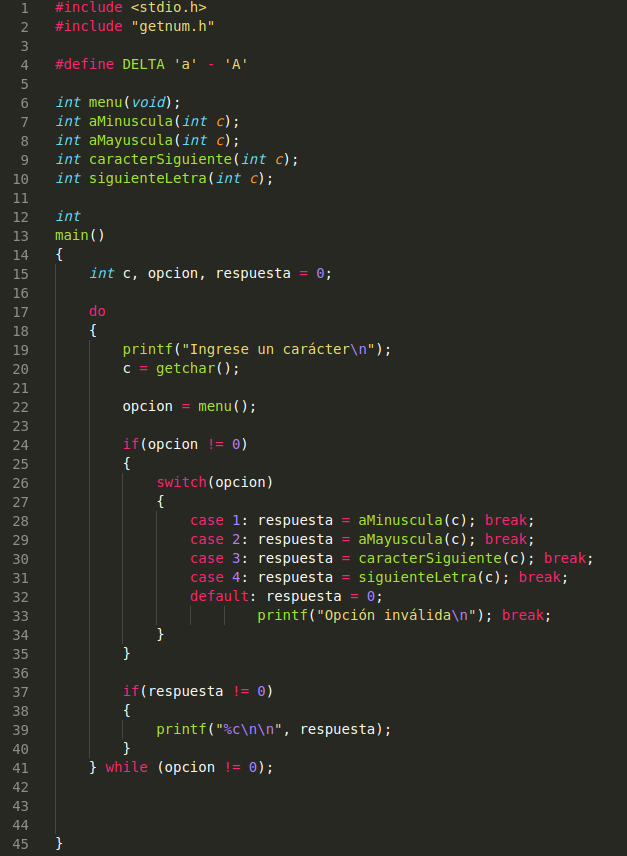 1 #include <stdio.h>
2 #include "getnum.h"
3
4 #define DELTA 'a' - 'A'
5
6 int menu(void);
7 int aMinuscula(int c);
8 int aMayuscula(int c);
9 int caracterSiguiente(int c);
10 int siguienteLetra(int c);
11
12 int
13 main()
14 {
15     int c, opcion, respuesta = 0;
16
17     do
18     {
19         printf("Ingrese un carácter\n");
20         c = getchar();
21
22         opcion = menu();
23
24         if(opcion != 0)
25         {
26             switch(opcion)
27             {
28                 case 1: respuesta = aMinuscula(c); break;
29                 case 2: respuesta = aMayuscula(c); break;
30                 case 3: respuesta = caracterSiguiente(c); break;
31                 case 4: respuesta = siguienteLetra(c); break;
32                 default: respuesta = 0;
33                         printf("Opción inválida\n"); break;
34             }
35         }
36
37         if(respuesta != 0)
38         {
39             printf("%c\n\n", respuesta);
40         }
41     } while (opcion != 0);
42
43
44
45 }